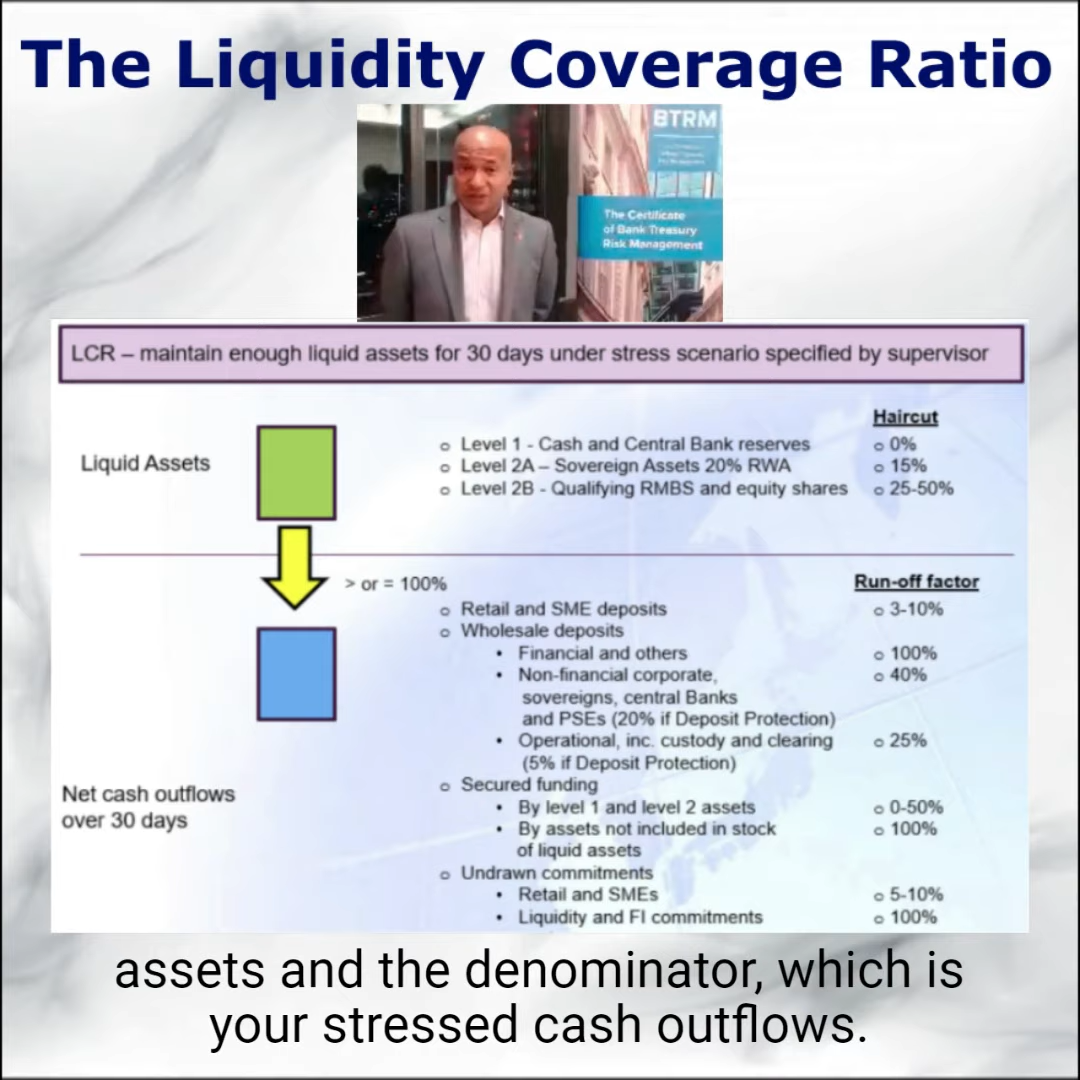 The Liquidity Coverage Ratio
BTRM
The Certificate
of Bank Treasury
Risk Management
LCR – maintain enough liquid assets for 30 days under stress scenario specified by supervisor
Haircut
Liquid Assets
o Level 1 - Cash and Central Bank reserves o 0%
o Level 2A – Sovereign Assets 20% RWA o 15%
o Level 2B - Qualifying RMBS and equity shares o 25-50%
> or = 100%
Run-off factor
o Retail and SME deposits o 3-10%
o Wholesale deposits
• Financial and others o 100%
• Non-financial corporate, o 40%
sovereigns, central Banks
and PSEs (20% if Deposit Protection)
• Operational, inc. custody and clearing o 25%
(5% if Deposit Protection)
Net cash outflows
over 30 days
o Secured funding
• By level 1 and level 2 assets o 0-50%
• By assets not included in stock o 100%
of liquid assets
o Undrawn commitments
• Retail and SMEs o 5-10%
• Liquidity and FI commitments o 100%
assets and the denominator, which is
your stressed cash outflows.